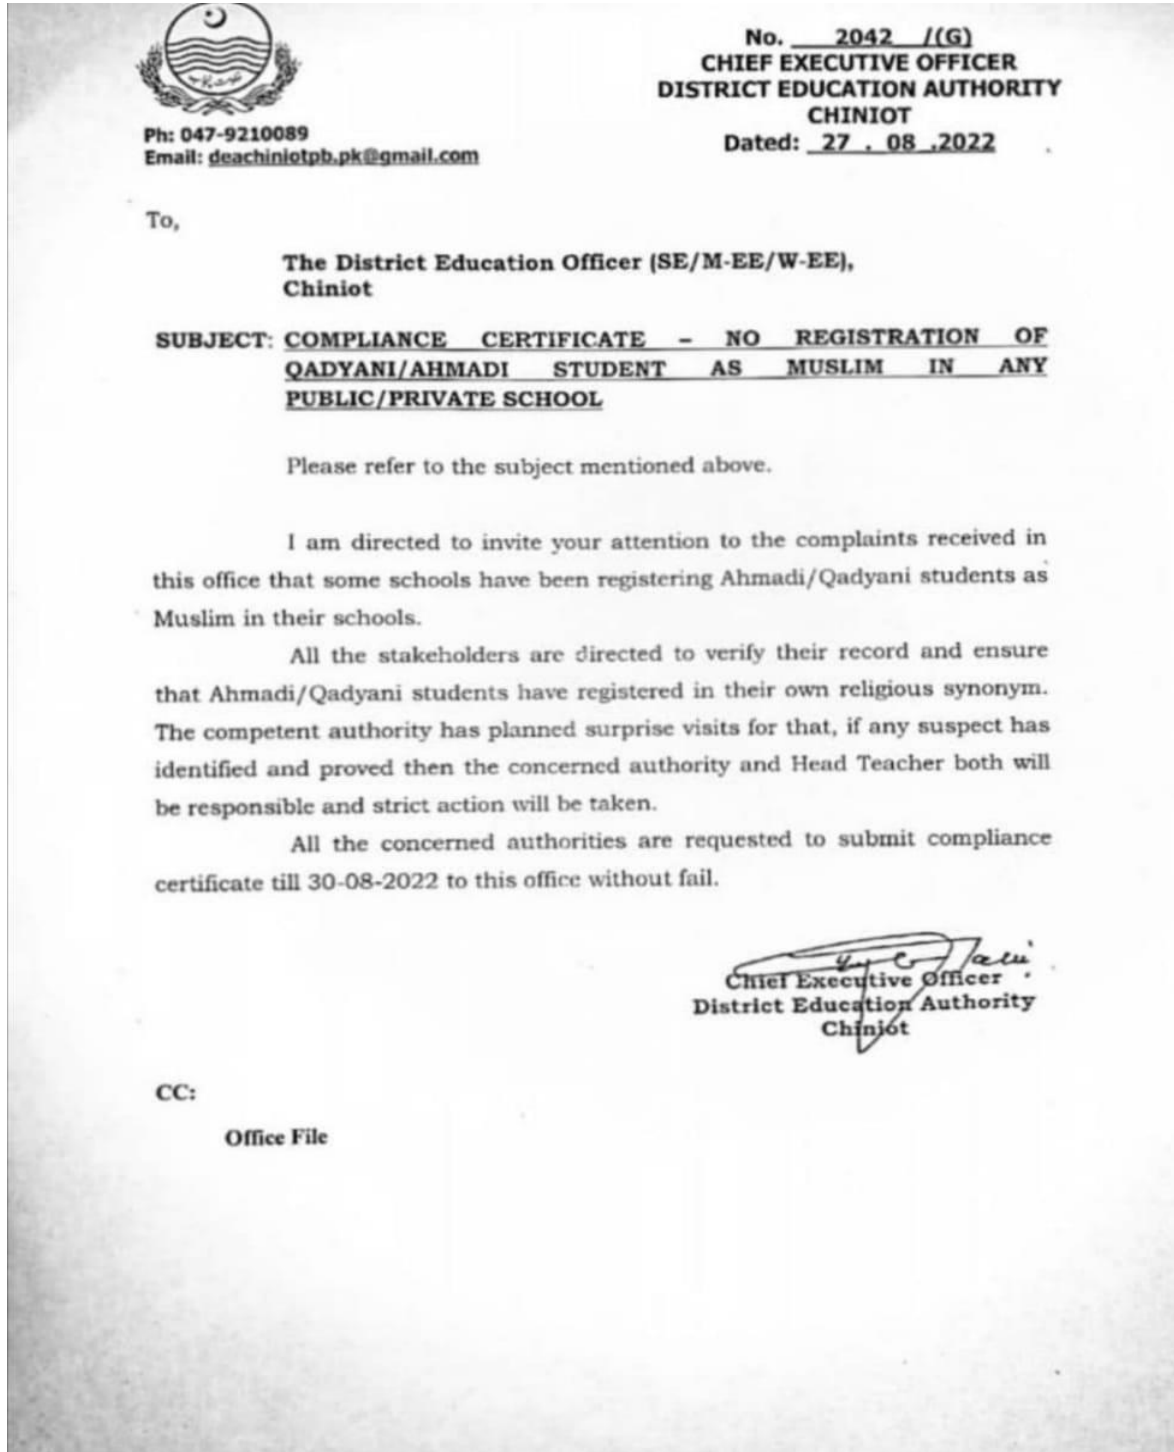 No. 2042 /(G)
CHIEF EXECUTIVE OFFICER
DISTRICT EDUCATION AUTHORITY
CHINIOT
Dated: 27 . 08 .2022
Ph: 047-9210089
Email: deachiniotpb.pk@gmail.com
To,
The District Education Officer (SE/M-EE/W-EE),
Chiniot
SUBJECT: COMPLIANCE CERTIFICATE – NO REGISTRATION OF
QADYANI/AHMADI STUDENT AS MUSLIM IN ANY
PUBLIC/PRIVATE SCHOOL
Please refer to the subject mentioned above.
I am directed to invite your attention to the complaints received in
this office that some schools have been registering Ahmadi/Qadyani students as
Muslim in their schools.
All the stakeholders are directed to verify their record and ensure
that Ahmadi/Qadyani students have registered in their own religious synonym.
The competent authority has planned surprise visits for that, if any suspect has
identified and proved then the concerned authority and Head Teacher both will
be responsible and strict action will be taken.
All the concerned authorities are requested to submit compliance
certificate till 30-08-2022 to this office without fail.
Chief Executive Officer
District Education Authority
Chiniot
CC:
Office File